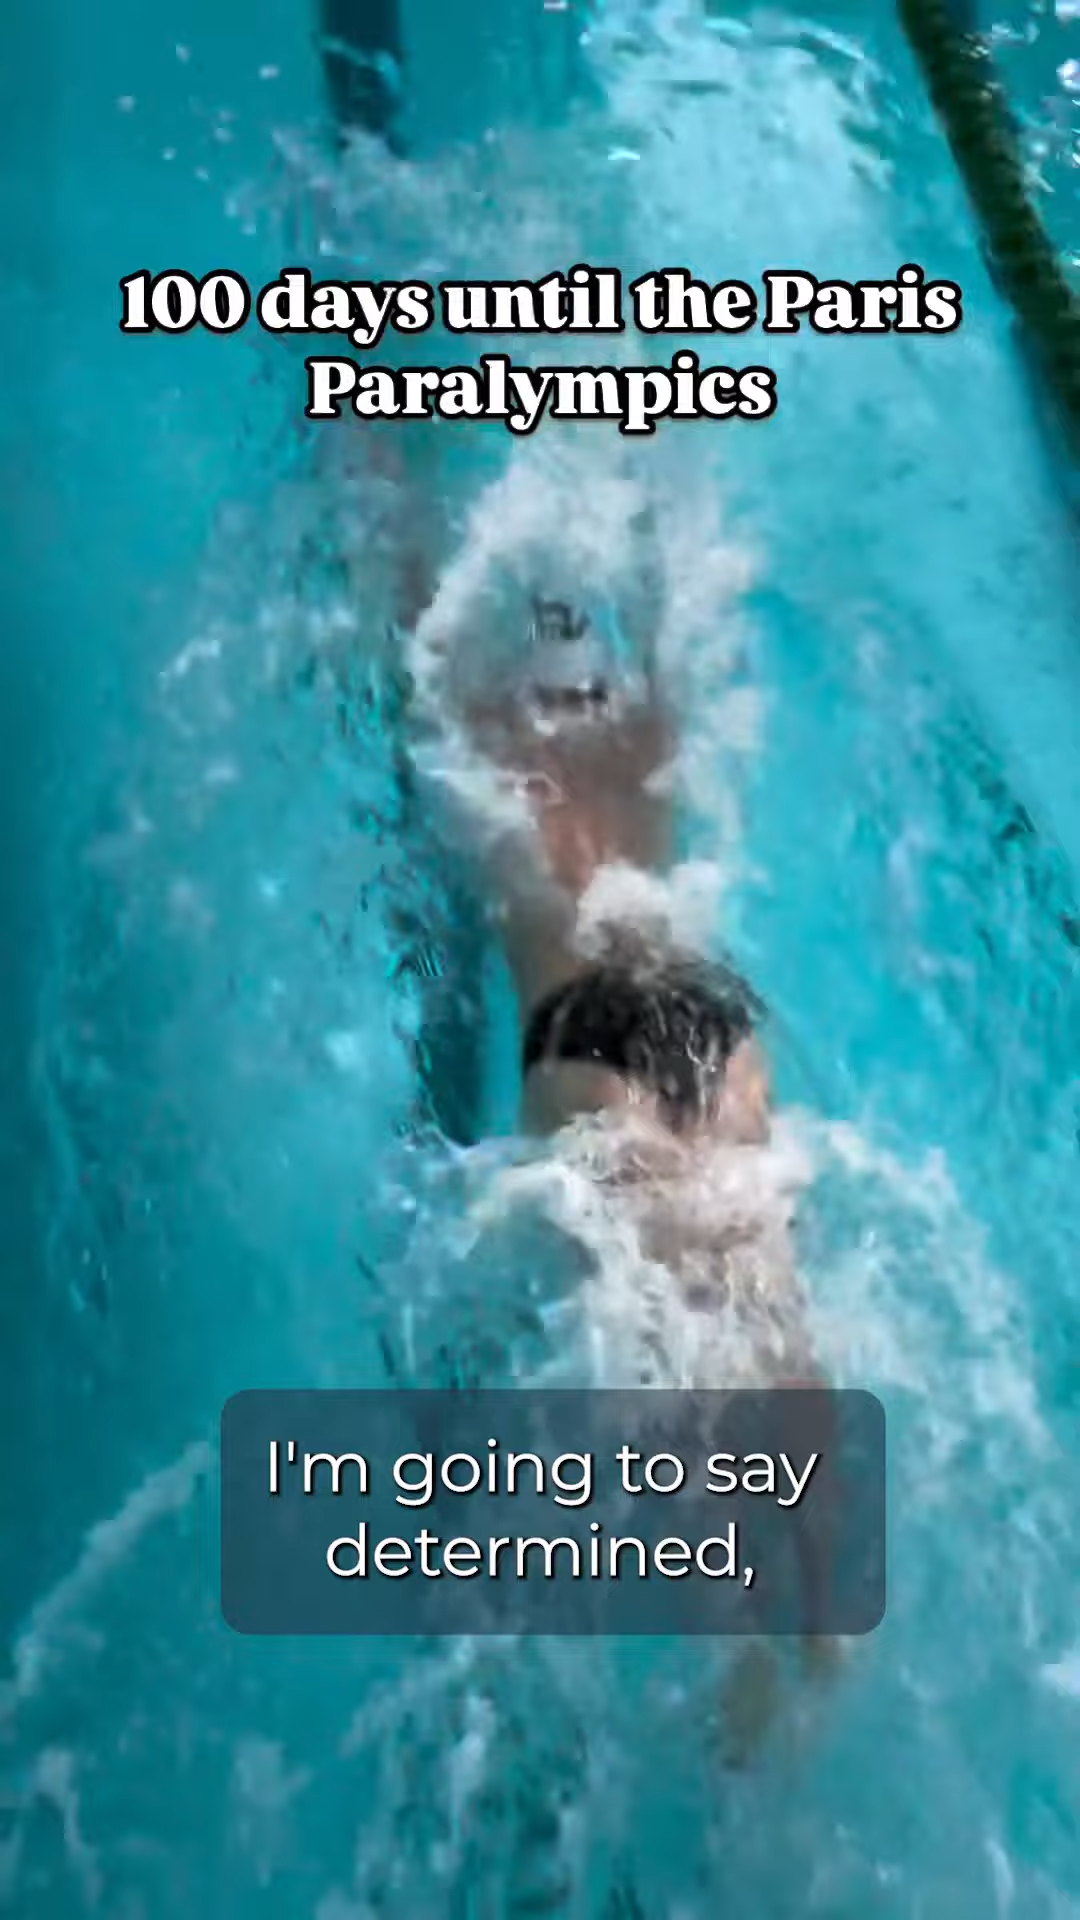 100 days until the Paris
Paralympics
I'm going to say
determined,